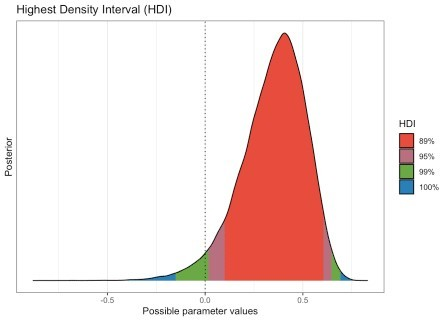 Highest Density Interval (HDI)
Posterior
HDI
89%
95%
99%
100%
-0.5
0.0
0.5
Possible parameter values